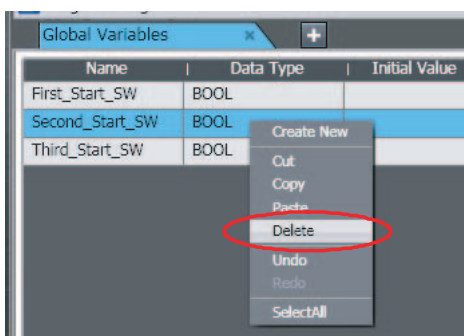 Global Variables × +
Name | Data Type | Initial Value
First_Start_SW BOOL
Second_Start_SW BOOL
Third_Start_SW BOOL
Create New
Cut
Copy
Paste
Delete
Undo
Redo
SelectAll